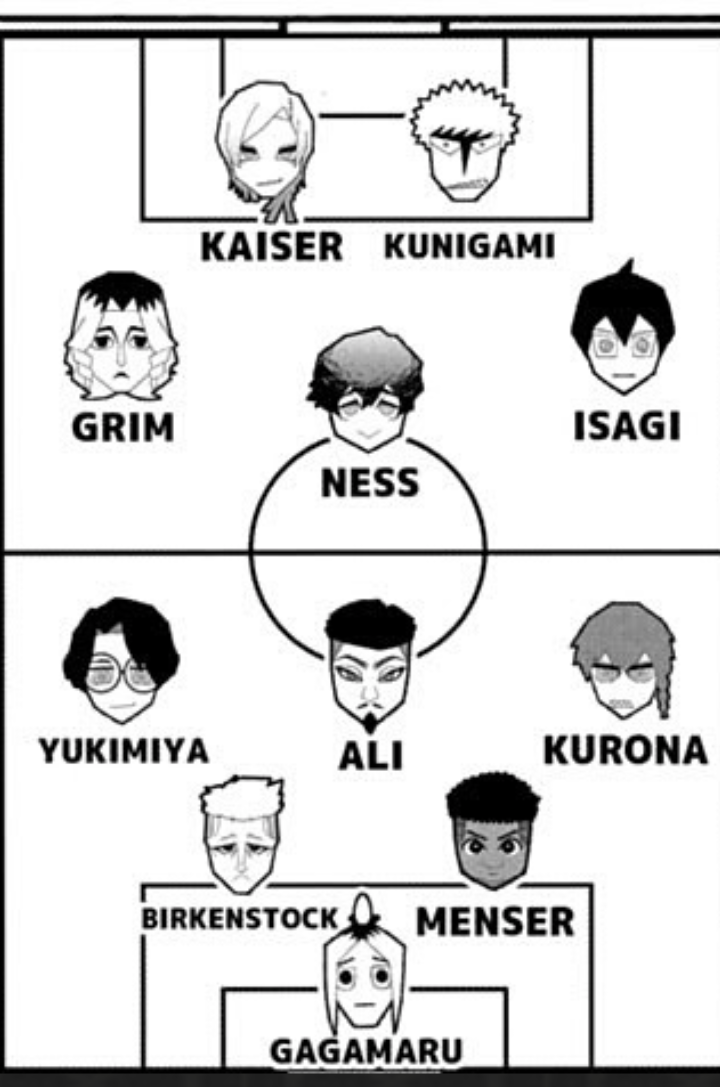 KAISER
KUNIGAMI
GRIM
ISAGI
NESS
YUKIMIYA
ALI
KURONA
BIRKENSTOCK
MENSER
GAGAMARU